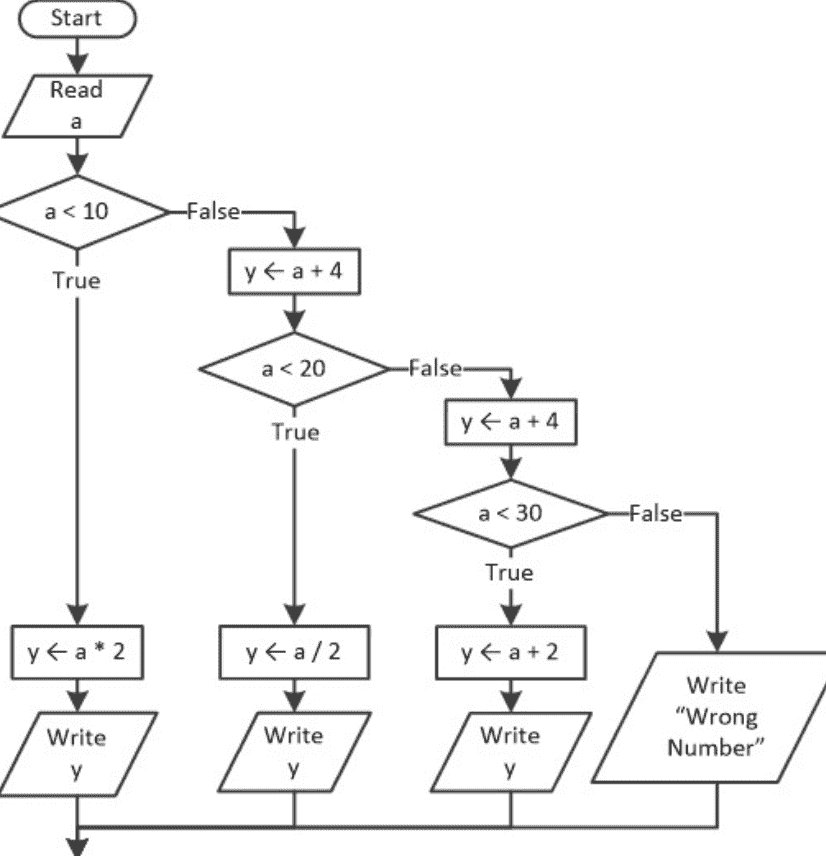 Start
Read
a
a < 10
False
True
y ← a + 4
a < 20
False
True
y ← a + 4
a < 30
False
True
y ← a * 2
y ← a / 2
y ← a + 2
Write
y
Write
y
Write
y
Write
“Wrong
Number”